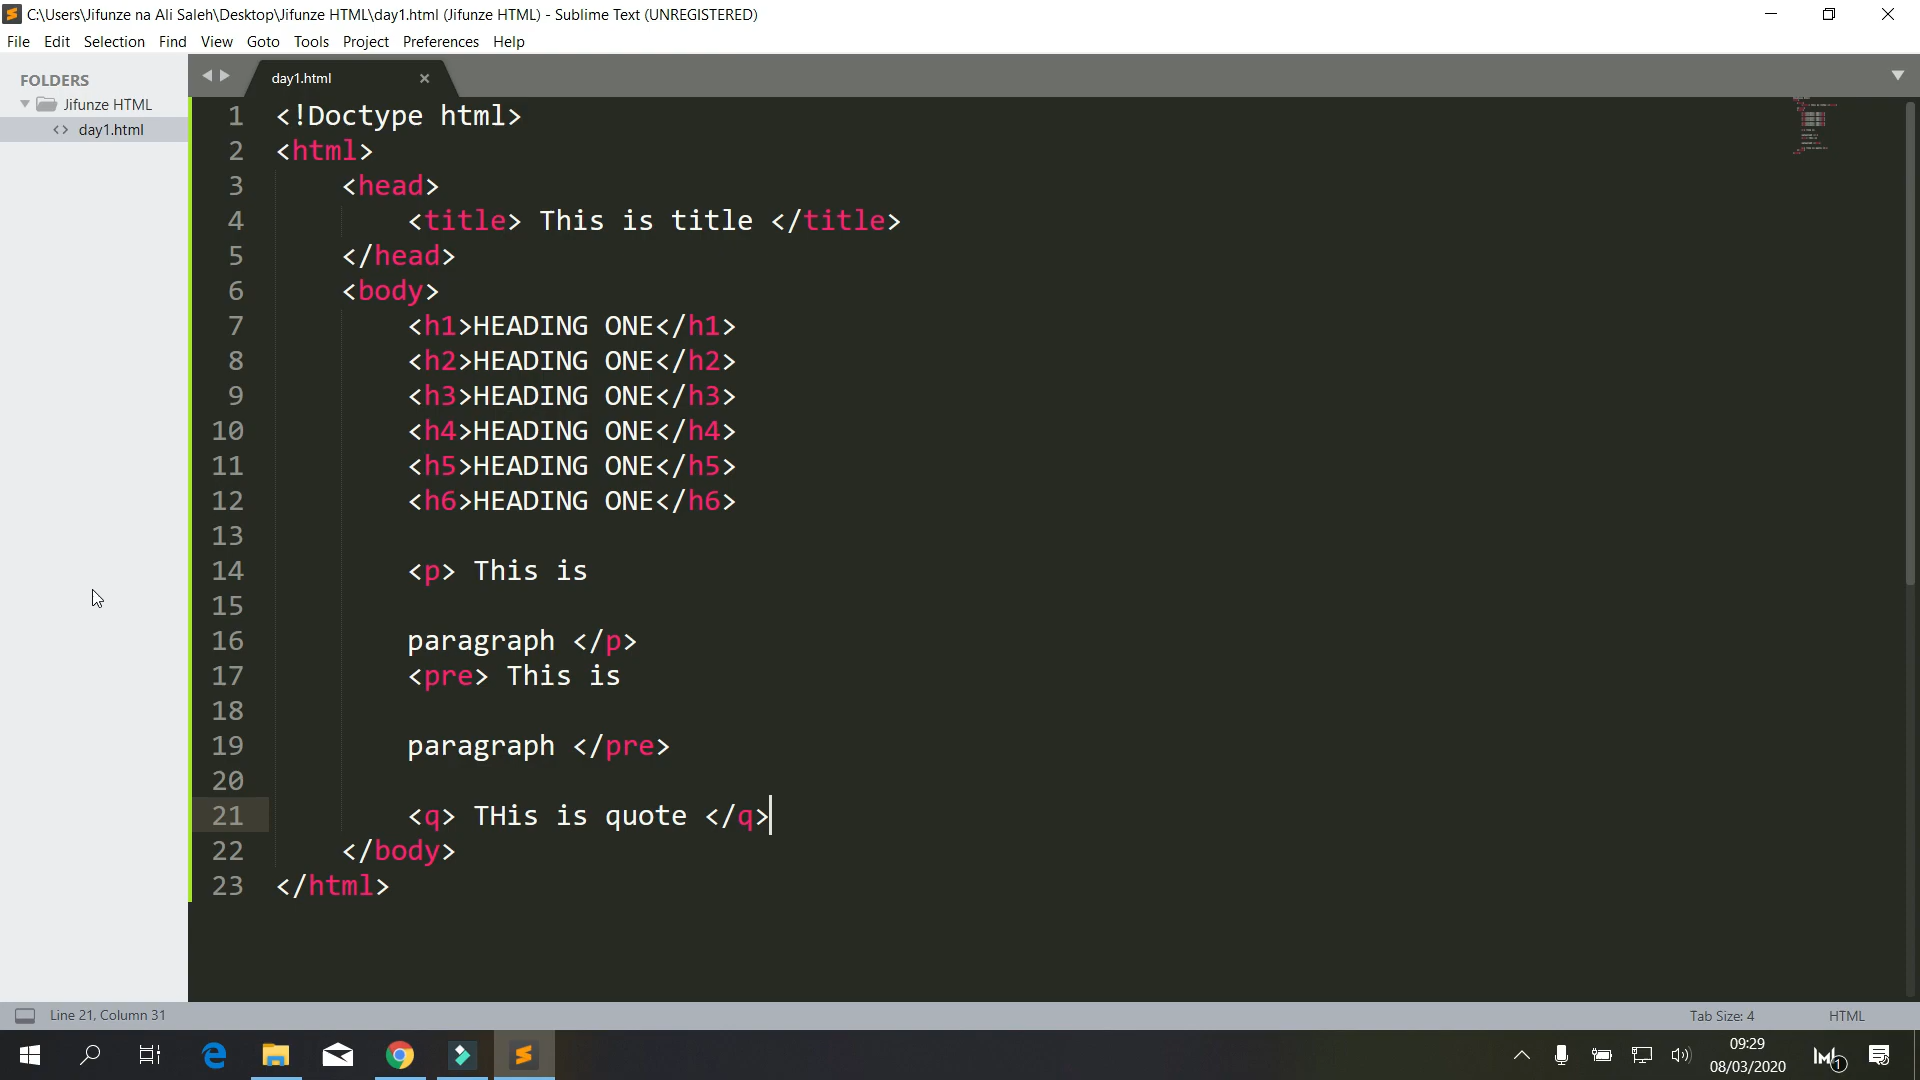 C:\Users\Jifunze na Ali Saleh\Desktop\Jifunze HTML\day1.html (Jifunze HTML) - Sublime Text (UNREGISTERED)
File Edit Selection Find View Goto Tools Project Preferences Help
FOLDERS
Jifunze HTML
<> day1.html
day1.html
1 <!Doctype html>
2 <html>
3 <head>
4 <title> This is title </title>
5 </head>
6 <body>
7 <h1>HEADING ONE</h1>
8 <h2>HEADING ONE</h2>
9 <h3>HEADING ONE</h3>
10 <h4>HEADING ONE</h4>
11 <h5>HEADING ONE</h5>
12 <h6>HEADING ONE</h6>
13
14 <p> This is
15
16 paragraph </p>
17 <pre> This is
18
19 paragraph </pre>
20
21 <q> THis is quote </q>
22 </body>
23 </html>
Line 21, Column 31
Tab Size: 4
HTML
09:29
08/03/2020
1